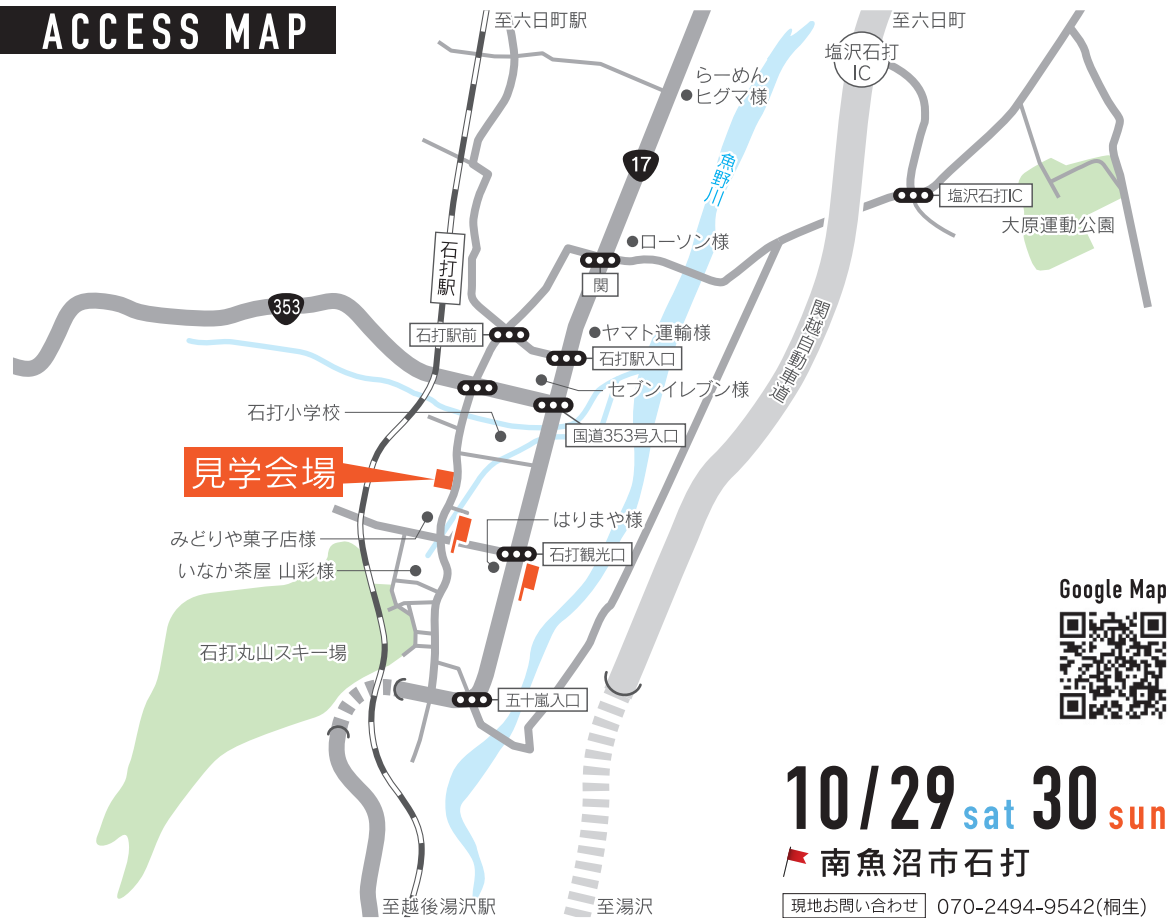 ACCESS MAP
至六日町駅
至六日町
塩沢石打
IC
らーめん
ヒグマ様
17
魚野川
塩沢石打IC
大原運動公園
石打駅
ローソン様
関
353
石打駅前
ヤマト運輸様
石打駅入口
関越自動車道
セブンイレブン様
石打小学校
国道353号入口
見学会場
はりまや様
みどりや菓子店様
石打観光口
いなか茶屋 山彩様
Google Map
石打丸山スキー場
五十嵐入口
10/29 sat 30 sun
南魚沼市石打
現地お問い合わせ 070-2494-9542(桐生)
至越後湯沢駅
至湯沢